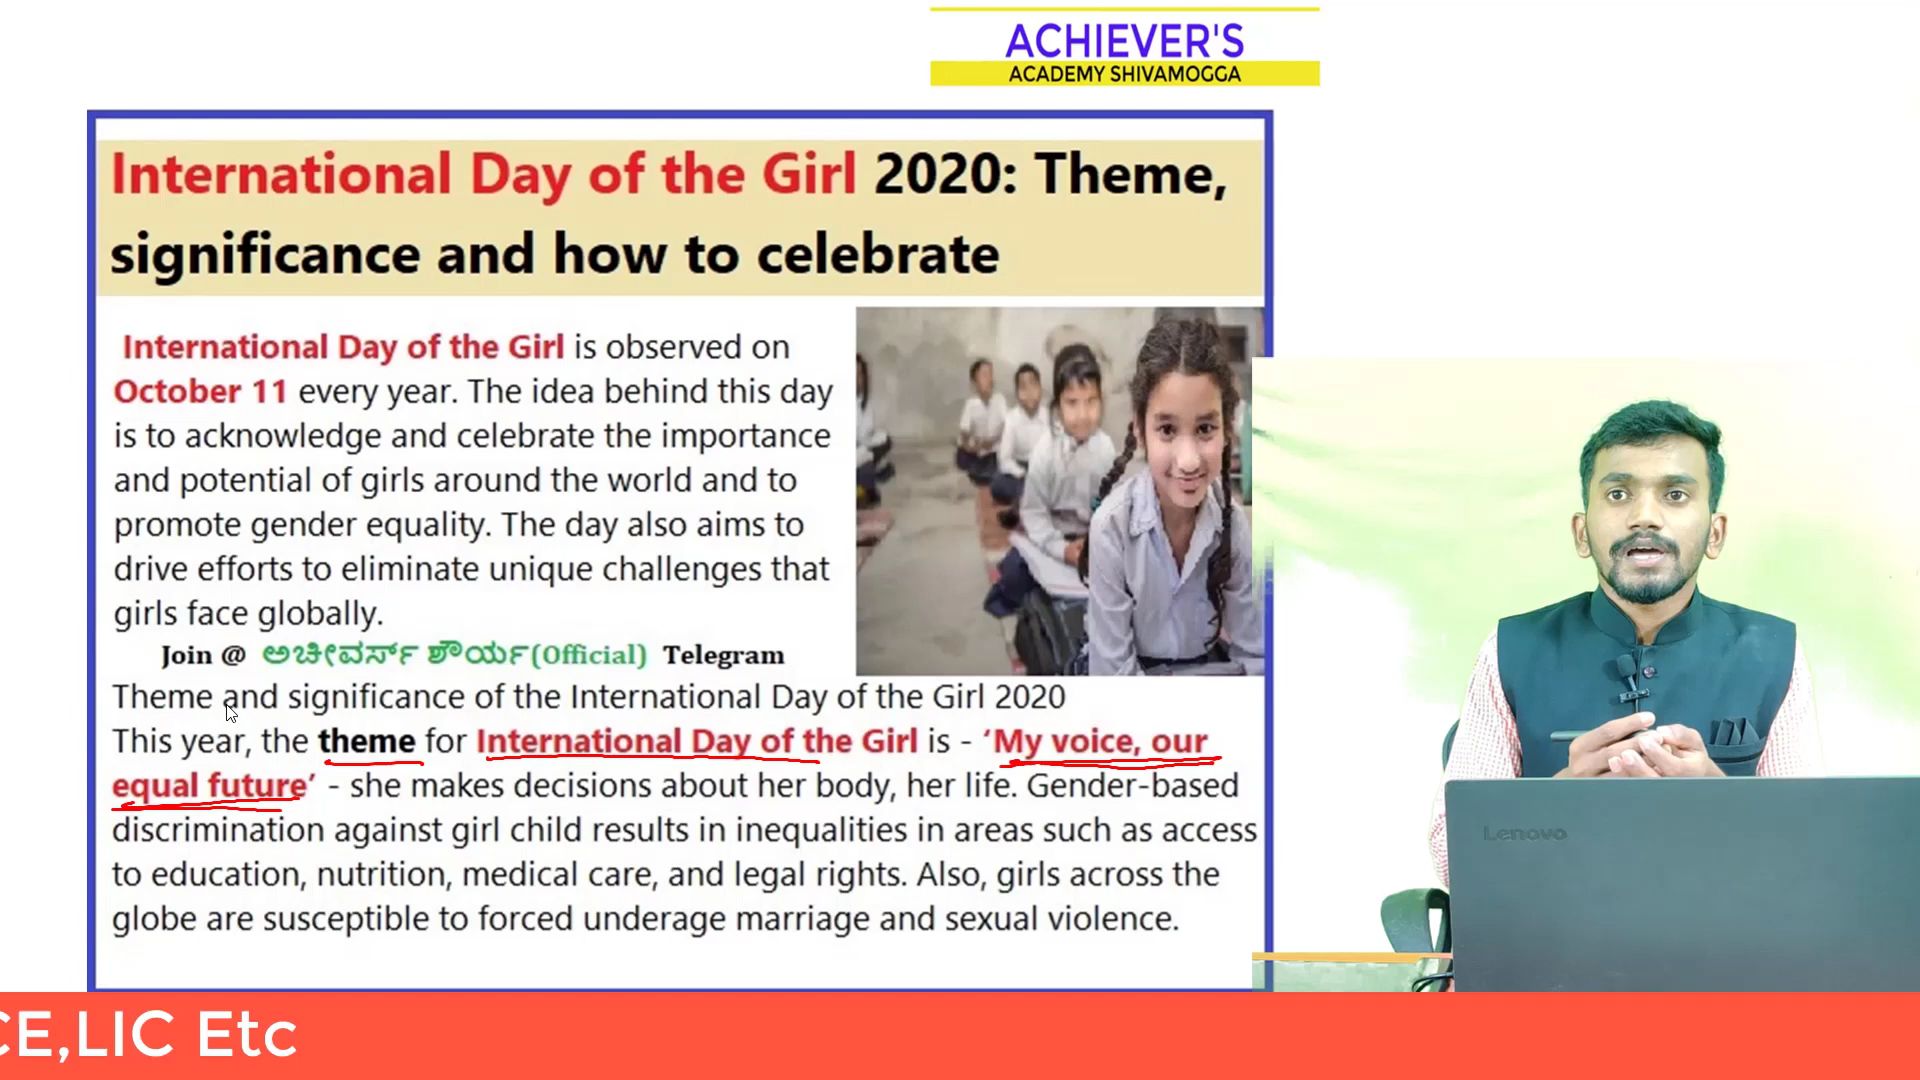 ACHIEVER'S
ACADEMY SHIVAMOGGA
International Day of the Girl 2020: Theme,
significance and how to celebrate
International Day of the Girl is observed on
October 11 every year. The idea behind this day
is to acknowledge and celebrate the importance
and potential of girls around the world and to
promote gender equality. The day also aims to
drive efforts to eliminate unique challenges that
girls face globally.
Join @ ಅಚೀವರ್ಸ್ ಶೌರ್ಯ(Official) Telegram
Theme and significance of the International Day of the Girl 2020
This year, the theme for International Day of the Girl is - ‘My voice, our
equal future’ - she makes decisions about her body, her life. Gender-based
discrimination against girl child results in inequalities in areas such as access
to education, nutrition, medical care, and legal rights. Also, girls across the
globe are susceptible to forced underage marriage and sexual violence.
Lenovo
CE,LIC Etc